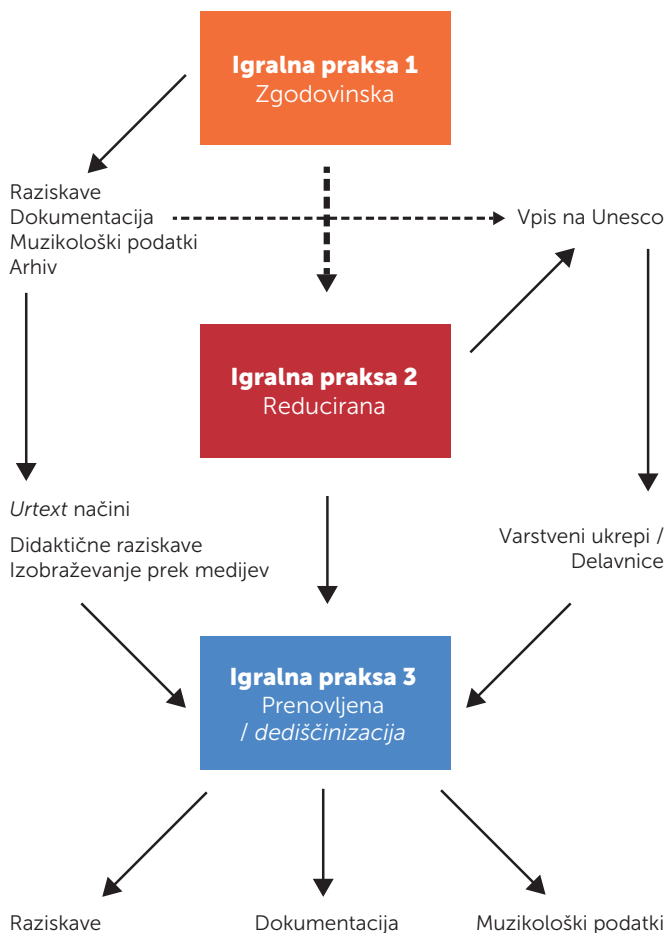 Igralna praksa 1
Zgodovinska
Raziskave
Dokumentacija
Muzikološki podatki
Arhiv
Vpis na Unesco
Igralna praksa 2
Reducirana
Urtext načini
Didaktične raziskave
Izobraževanje prek medijev
Varstveni ukrepi /
Delavnice
Igralna praksa 3
Prenovljena
/ dediščinizacija
Raziskave
Dokumentacija
Muzikološki podatki